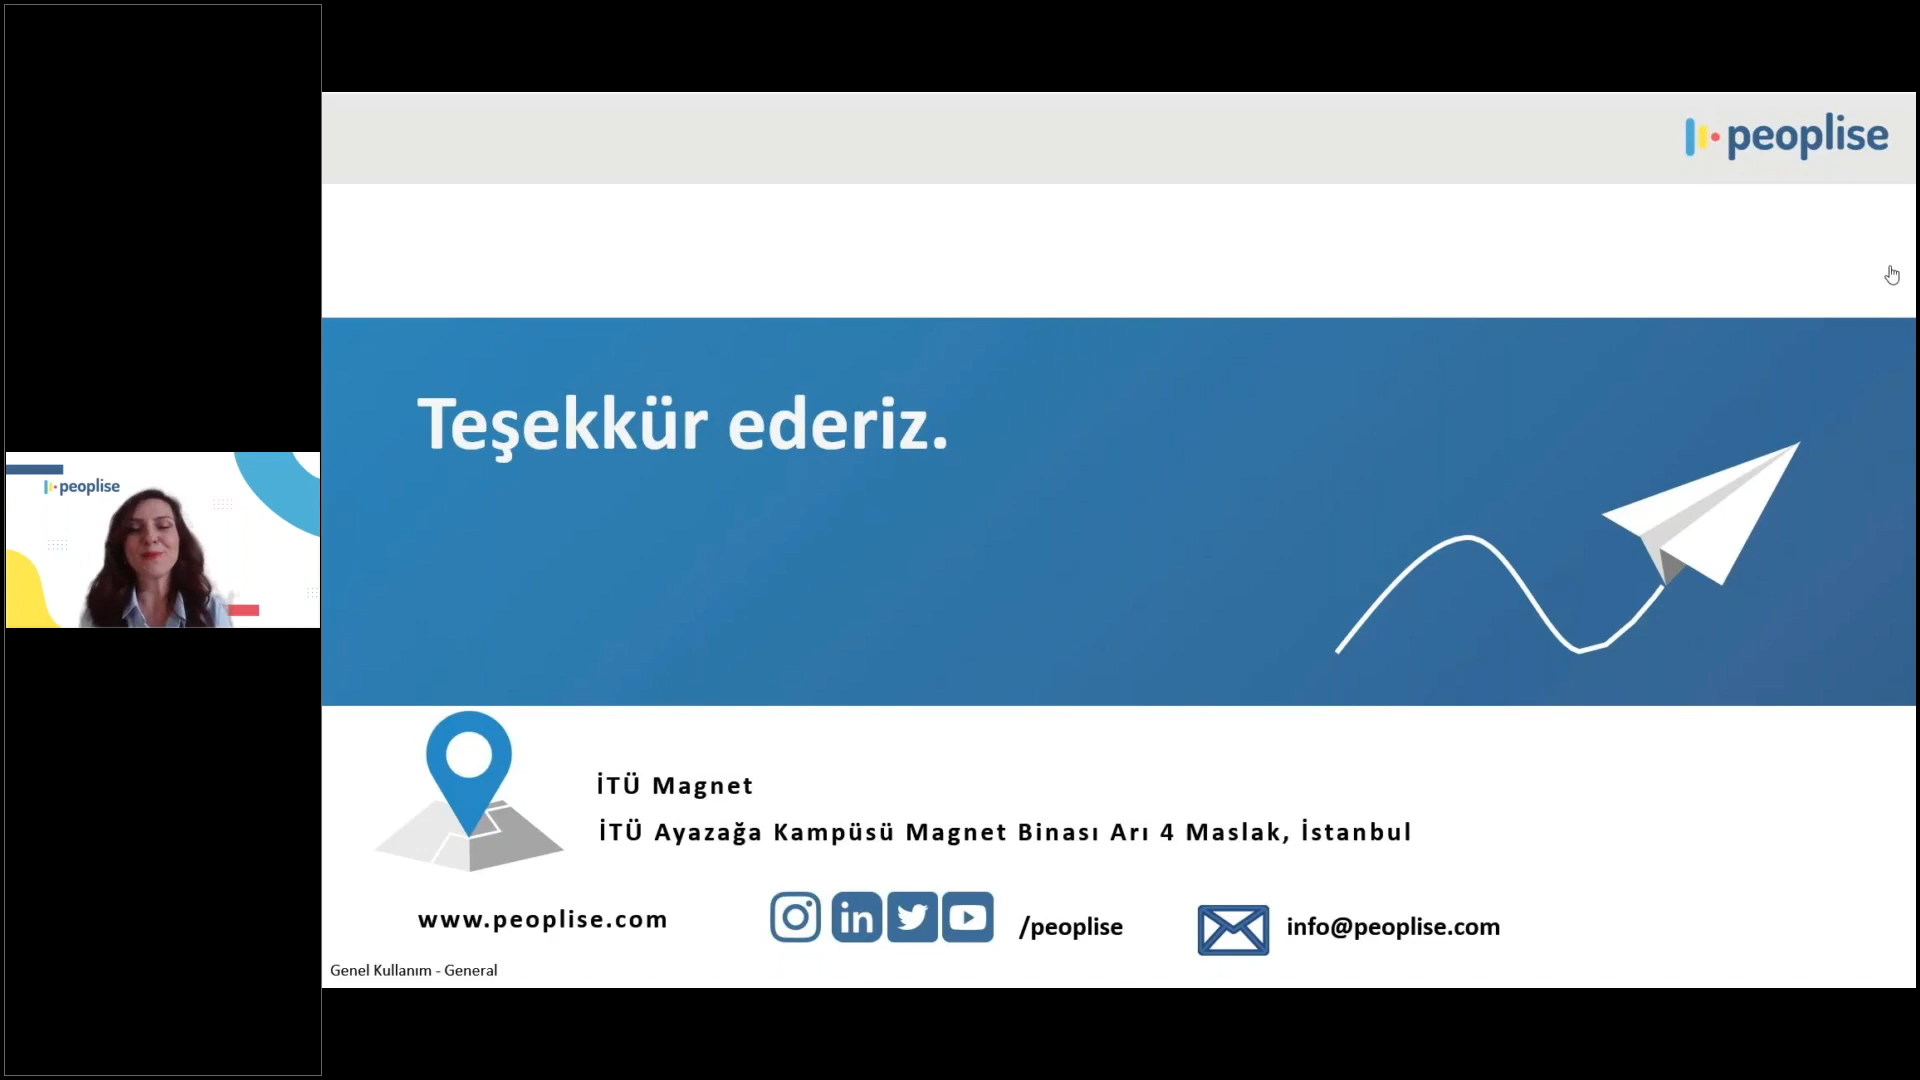 peoplise
peoplise
Teşekkür ederiz.
İTÜ Magnet
İTÜ Ayazağa Kampüsü Magnet Binası Arı 4 Maslak, İstanbul
www.peoplise.com
in
/peoplise
info@peoplise.com
Genel Kullanım - General